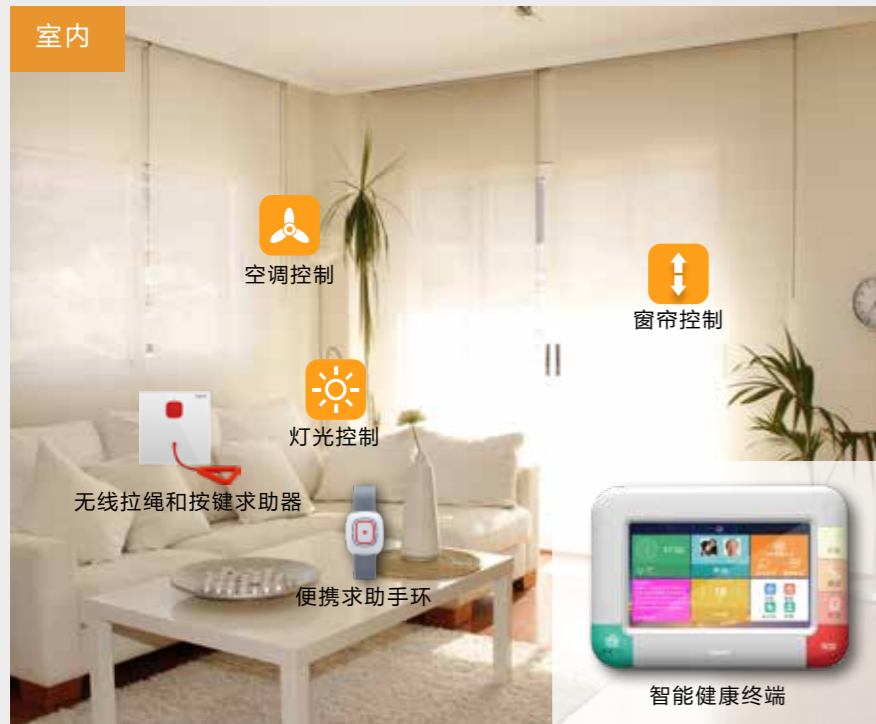 室内
空调控制
窗帘控制
灯光控制
无线拉绳和按键求助器
便携求助手环
智能健康终端